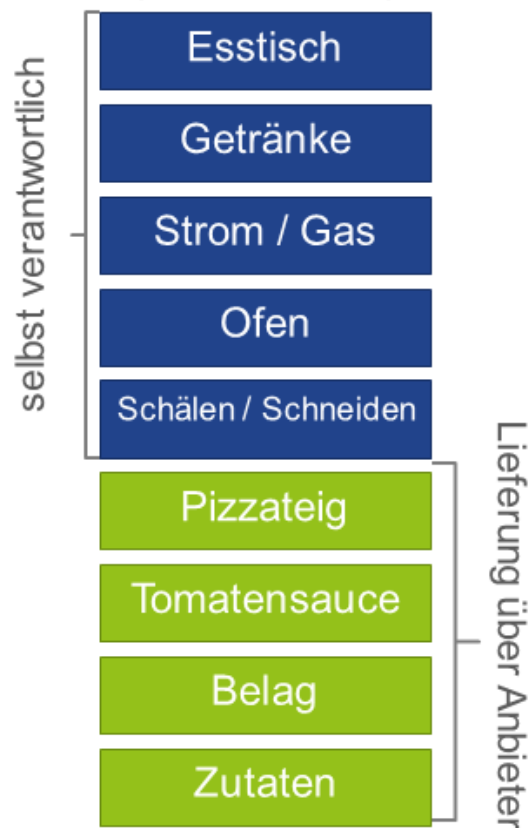 selbst verantwortlich
Esstisch
Getränke
Strom / Gas
Ofen
Schälen / Schneiden
Pizzateig
Tomatensauce
Belag
Zutaten
Lieferung über Anbieter